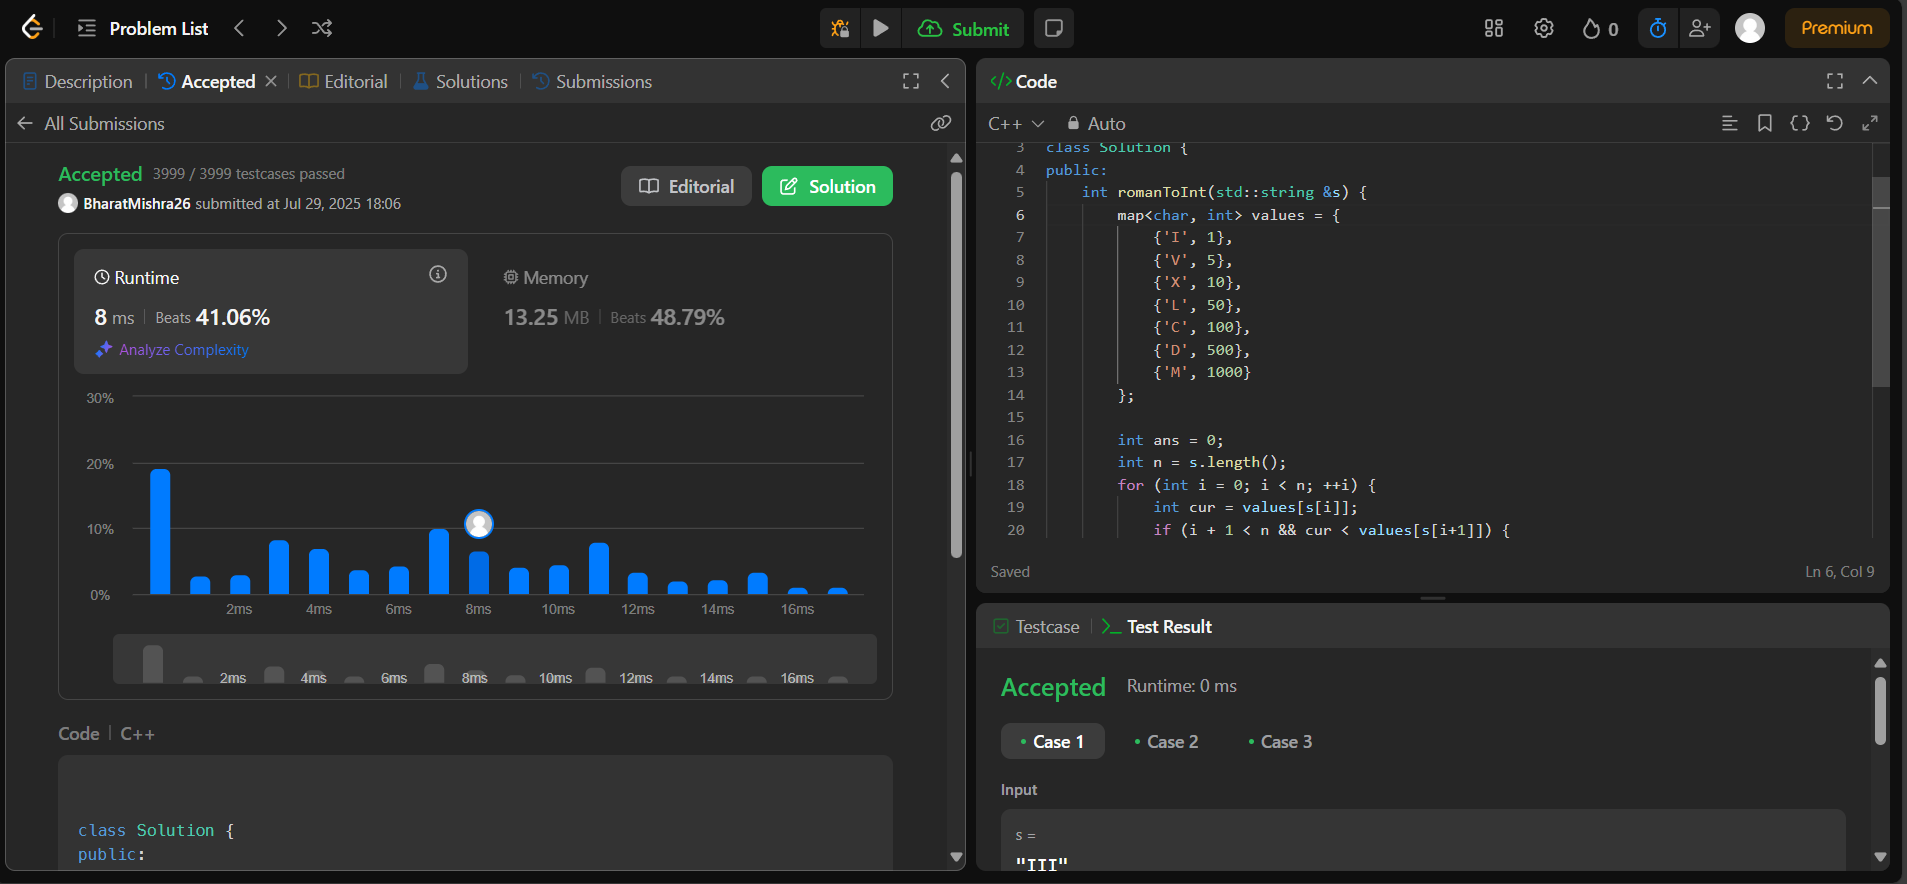 Problem List
Submit
0
Premium
Description
Accepted
Editorial
Solutions
Submissions
All Submissions
Accepted 3999 / 3999 testcases passed
BharatMishra26 submitted at Jul 29, 2025 18:06
Editorial
Solution
Runtime
8 ms | Beats 41.06%
Analyze Complexity
Memory
13.25 MB | Beats 48.79%
30%
20%
10%
0%
2ms 4ms 6ms 8ms 10ms 12ms 14ms 16ms
2ms 4ms 6ms 8ms 10ms 12ms 14ms 16ms
Code | C++
class Solution {
public:
</> Code
C++ Auto
3 class Solution {
4 public:
5 int romanToInt(std::string &s) {
6 map<char, int> values = {
7 {'I', 1},
8 {'V', 5},
9 {'X', 10},
10 {'L', 50},
11 {'C', 100},
12 {'D', 500},
13 {'M', 1000}
14 };
15
16 int ans = 0;
17 int n = s.length();
18 for (int i = 0; i < n; ++i) {
19 int cur = values[s[i]];
20 if (i + 1 < n && cur < values[s[i+1]]) {
Saved
Ln 6, Col 9
Testcase
Test Result
Accepted Runtime: 0 ms
Case 1
Case 2
Case 3
Input
s =
"III"